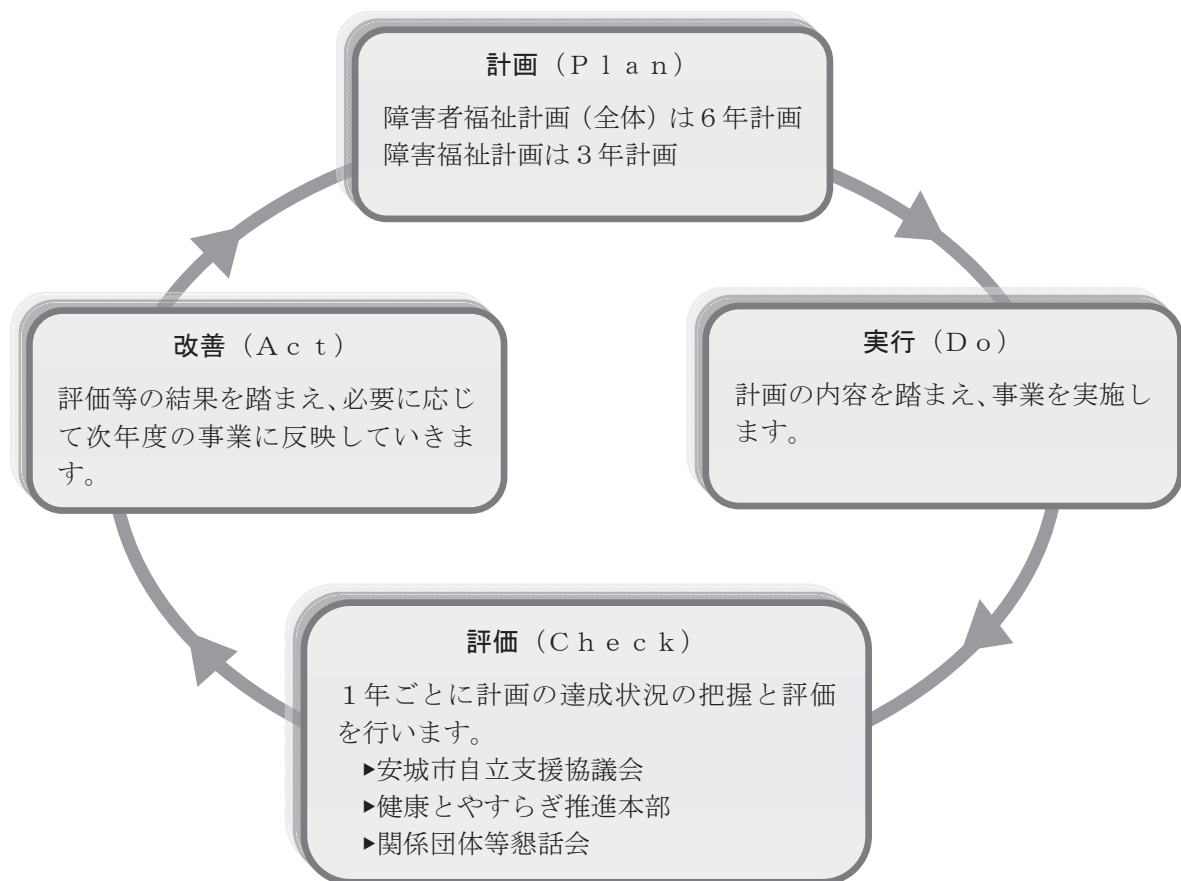 計画（Ｐｌａｎ）
障害者福祉計画（全体）は６年計画
障害福祉計画は３年計画
実行（Ｄｏ）
計画の内容を踏まえ、事業を実施し
ます。
評価（Ｃｈｅｃｋ）
１年ごとに計画の達成状況の把握と評価
を行います。
▶安城市自立支援協議会
▶健康とやすらぎ推進本部
▶関係団体等懇話会
改善（Ａｃｔ）
評価等の結果を踏まえ、必要に応じ
て次年度の事業に反映していきま
す。